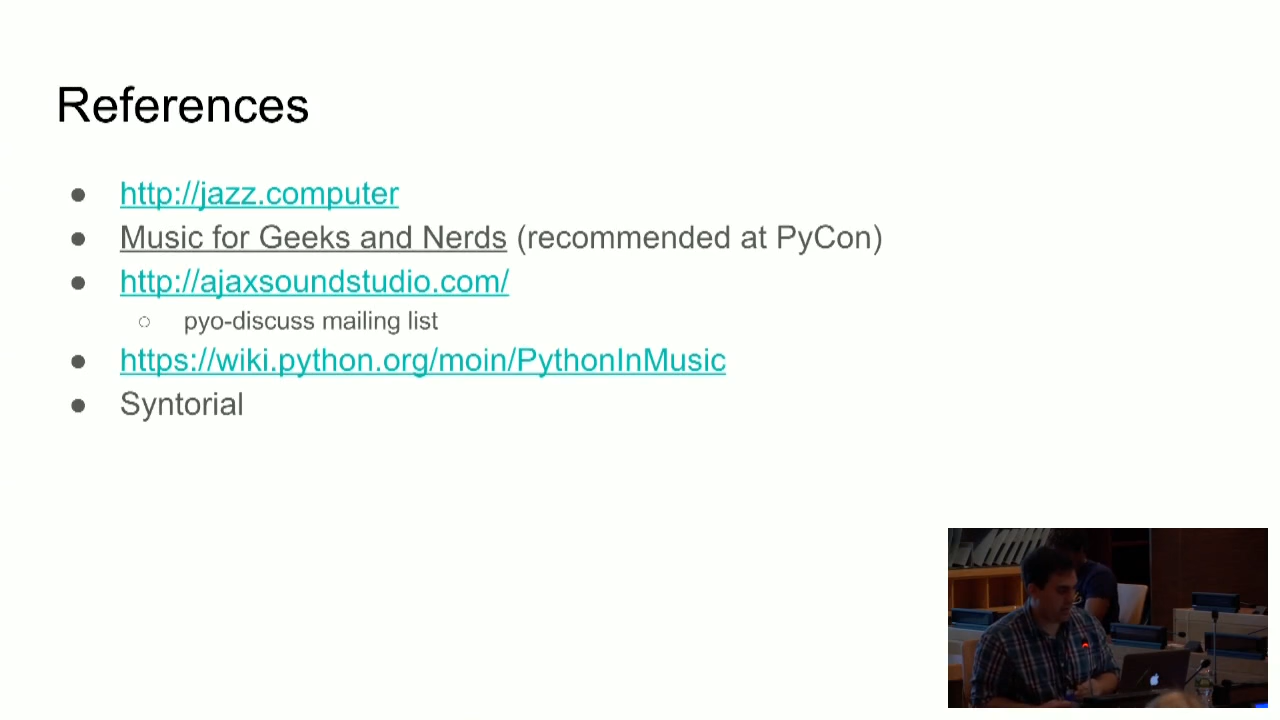 References
http://jazz.computer
Music for Geeks and Nerds (recommended at PyCon)
http://ajaxsoundstudio.com/
pyo-discuss mailing list
https://wiki.python.org/moin/PythonInMusic
Syntorial